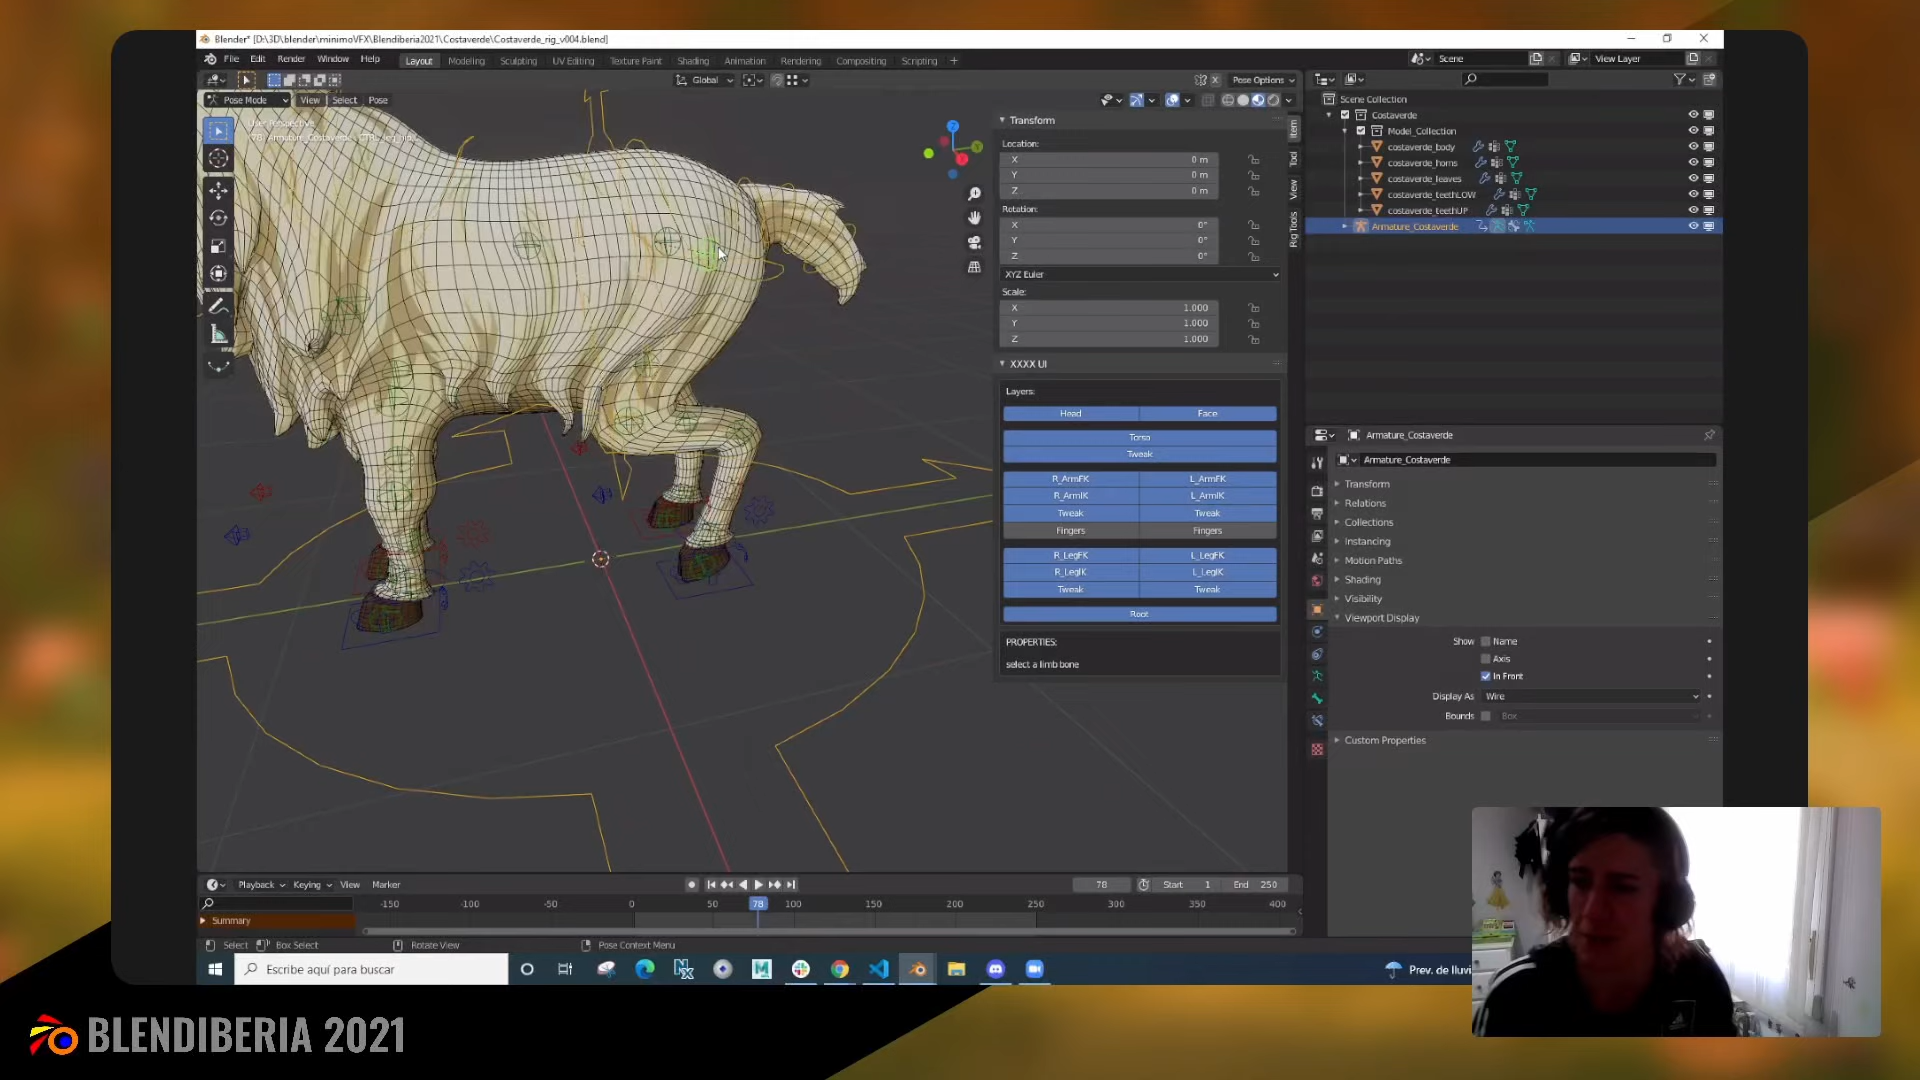 Blender* [D:\3D\blender\minimoVFX\Blendiberia2021\Costaverde\Costaverde_rig_v004.blend]
File Edit Render Window Help Layout Modeling Sculpting UV Editing Texture Paint Shading Animation Rendering Compositing Scripting + Scene View Layer
Global Pose Options
Pose Mode View Select Pose
Scene Collection
Costaverde
Model_Collection
costaverde_body
costaverde_horns
costaverde_leaves
costaverde_teethLOW
costaverde_teethUP
Armature_Costaverde
User Perspective
Transform
Location:
X 0 m
Y 0 m
Z 0 m
Rotation:
X 0°
Y 0°
Z 0°
XYZ Euler
Scale:
X 1.000
Y 1.000
Z 1.000
XXXX UI
Layers:
Head Face
Torso
Tweak
R_ArmFK L_ArmFK
R_ArmIK L_ArmIK
Tweak Tweak
Fingers Fingers
R_LegFK L_LegFK
R_LegIK L_LegIK
Tweak Tweak
Root
PROPERTIES:
select a limb bone
Item
Tool
View
Rig Tools
Armature_Costaverde
Armature_Costaverde
Transform
Relations
Collections
Instancing
Motion Paths
Shading
Visibility
Viewport Display
Show Name
Axis
In Front
Display As Wire
Bounds Box
Custom Properties
Playback Keying View Marker 78 Start 1 End 250
-150 -100 -50 0 50 78 100 150 200 250 300 350 400
Summary
Select Box Select Rotate View Pose Context Menu
Escribe aquí para buscar
Prev. de lluvi
BLENDIBERIA 2021